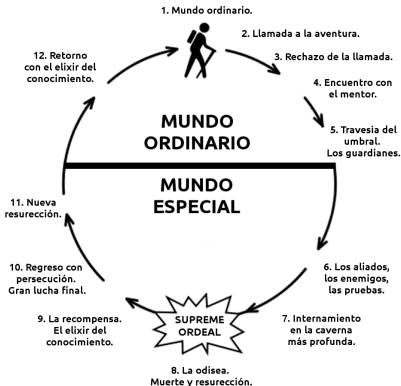 1. Mundo ordinario.
2. Llamada a la aventura.
3. Rechazo de la llamada.
4. Encuentro con
el mentor.
5. Travesía del
umbral.
Los guardianes.
6. Los aliados,
los enemigos,
las pruebas.
7. Internamiento
en la caverna
más profunda.
8. La odisea.
Muerte y resurección.
9. La recompensa.
El elixir del
conocimiento.
10. Regreso con
persecución.
Gran lucha final.
11. Nueva
resurección.
12. Retorno
con el elixir del
conocimiento.
MUNDO
ORDINARIO
MUNDO
ESPECIAL
SUPREME
ORDEAL